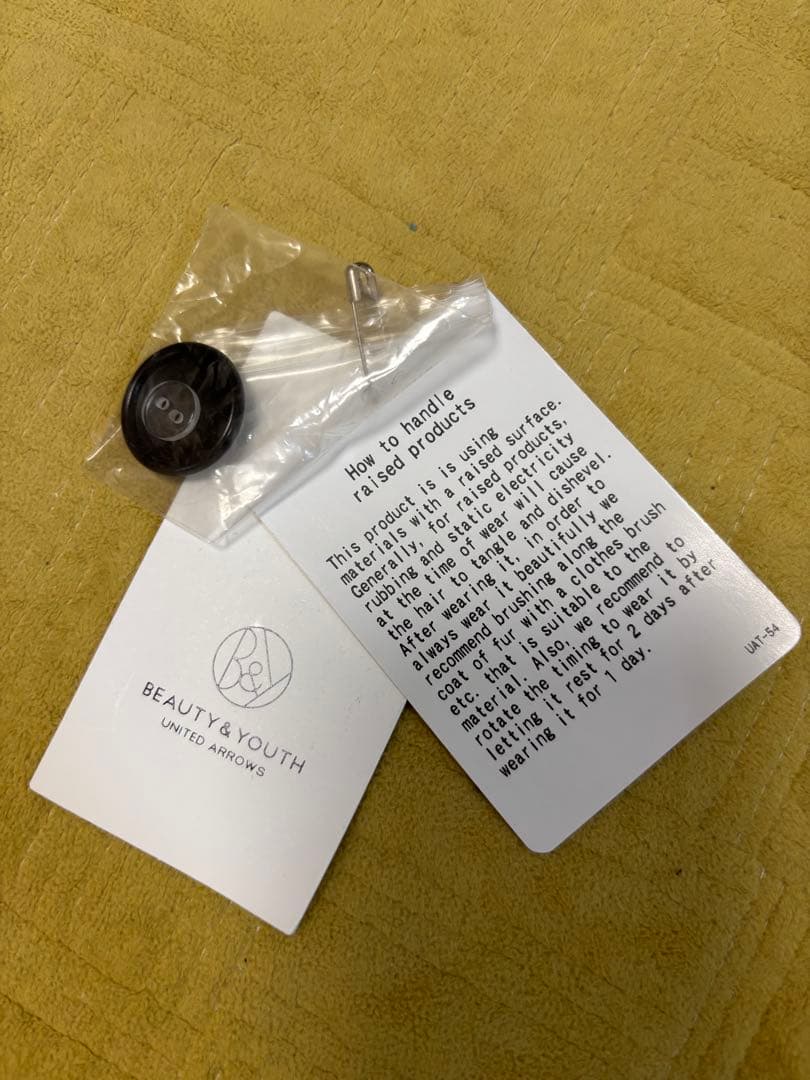 How to handle
raised products
This product is is using
materials with a raised surface.
Generally, for raised products,
rubbing and static electricity
at the time of wear will cause
the hair to tangle and dishevel.
After wearing it, in order to
always wear it beautifully we
recommend brushing along the
coat of fur with a clothes brush
etc. that is suitable to the
material. Also, we recommend to
rotate the timing to wear it by
letting it rest for 2 days after
wearing it for 1 day.
UAT-54
B&Y
BEAUTY&YOUTH
UNITED ARROWS